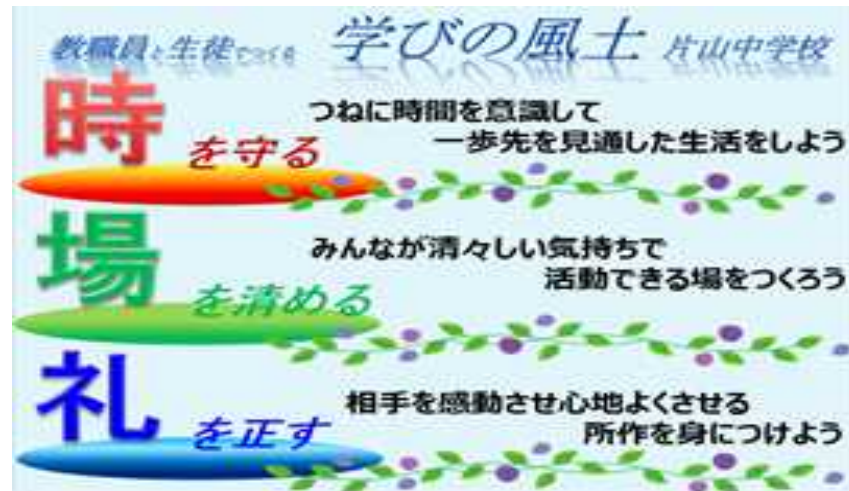 教職員と生徒でつくる 学びの風土 片山中学校
時を守る
つねに時間を意識して
一歩先を見通した生活をしよう
場を清める
みんなが清々しい気持ちで
活動できる場をつくろう
礼を正す
相手を感動させ心地よくさせる
所作を身につけよう